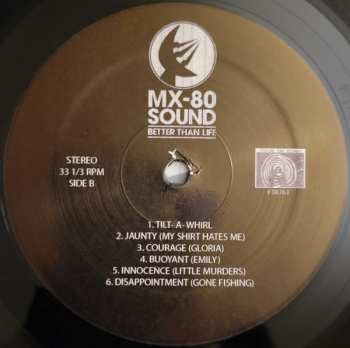 MX-80
SOUND
BETTER THAN LIFE
STEREO
33 1/3 RPM
SIDE B
1. TILT- A- WHIRL
2. JAUNTY (MY SHIRT HATES ME)
3. COURAGE (GLORIA)
4. BUOYANT (EMILY)
5. INNOCENCE (LITTLE MURDERS)
6. DISAPPOINTMENT (GONE FISHING)